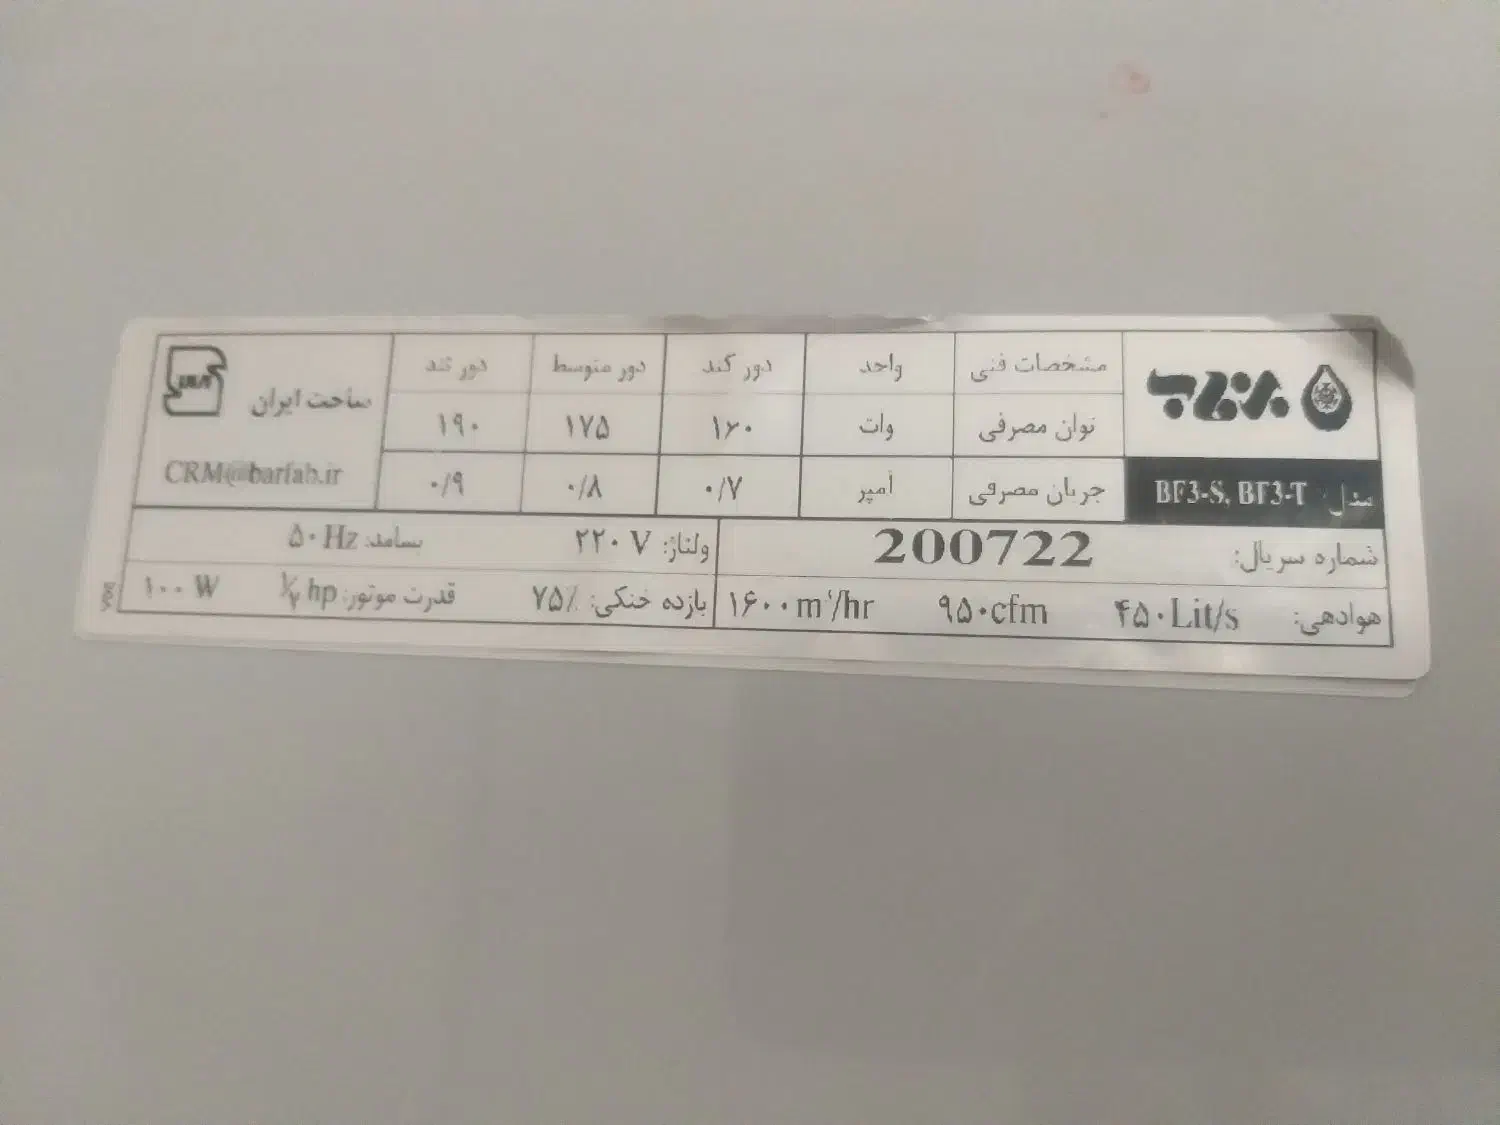 برفاب
مدل: BF3-S, BF3-T
مشخصات فنی واحد دور کند دور متوسط دور تند
توان مصرفی وات ۱۶۰ ۱۷۵ ۱۹۰
جریان مصرفی آمپر ۰/۷ ۰/۸ ۰/۹
ساخت ایران
CRM@barfab.ir
شماره سریال: 200722
ولتاژ: ۲۲۰ V بسامد: ۵۰ Hz
هوادهی: ۴۵۰ Lit/s ۹۵۰ cfm ۱۶۰۰ m³/hr
بازده خنکی: ۷۵٪ قدرت موتور: ۱/۷ hp ۱۰۰ W